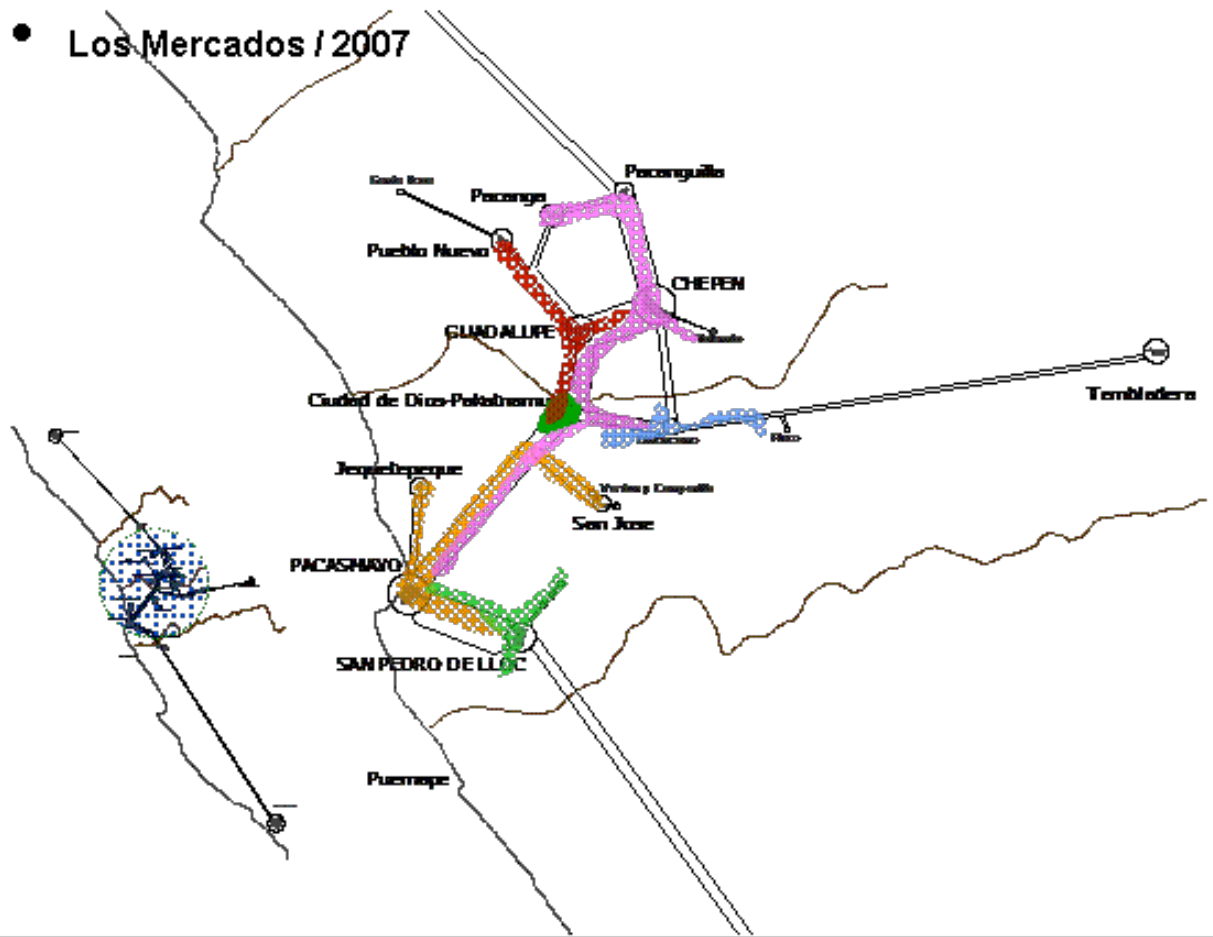 • Los Mercados / 2007
Pacanguilla
Pacanga
Pueblo Nuevo
CHEPEN
GUADALUPE
Tembladera
Ciudad de Dios-Pakatnamu
Jequetepeque
San Jose
PACASMAYO
SAN PEDRO DE LLOC
Puemape